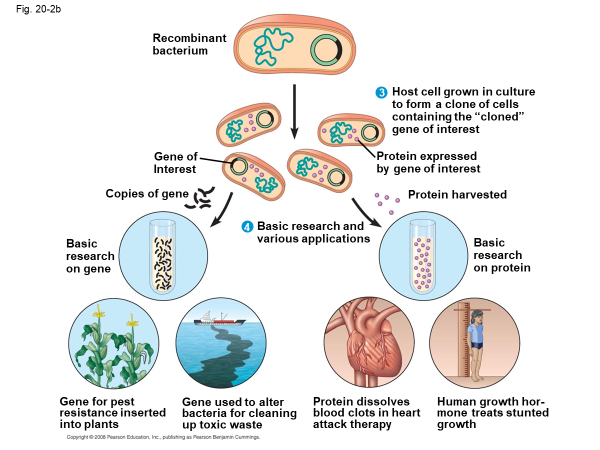 Fig. 20-2b
Recombinant
bacterium
3 Host cell grown in culture
to form a clone of cells
containing the “cloned”
gene of interest
Gene of
Interest
Protein expressed
by gene of interest
Copies of gene
Protein harvested
4 Basic research and
various applications
Basic
research
on gene
Basic
research
on protein
Gene for pest
resistance inserted
into plants
Gene used to alter
bacteria for cleaning
up toxic waste
Protein dissolves
blood clots in heart
attack therapy
Human growth hor-
mone treats stunted
growth
Copyright © 2008 Pearson Education, Inc., publishing as Pearson Benjamin Cummings.